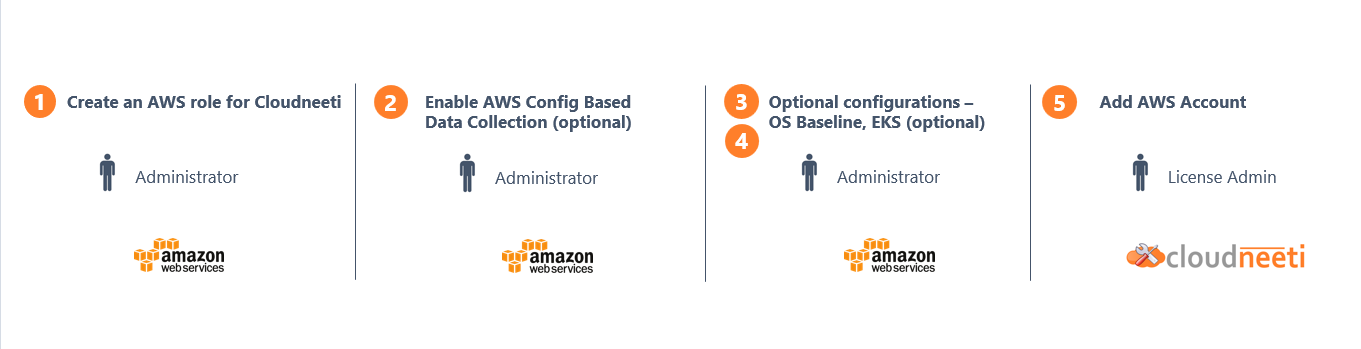 1
Create an AWS role for Cloudneeti
Administrator
amazon
web services
2
Enable AWS Config Based
Data Collection (optional)
Administrator
amazon
web services
3
4
Optional configurations –
OS Baseline, EKS (optional)
Administrator
amazon
web services
5
Add AWS Account
License Admin
cloudneeti